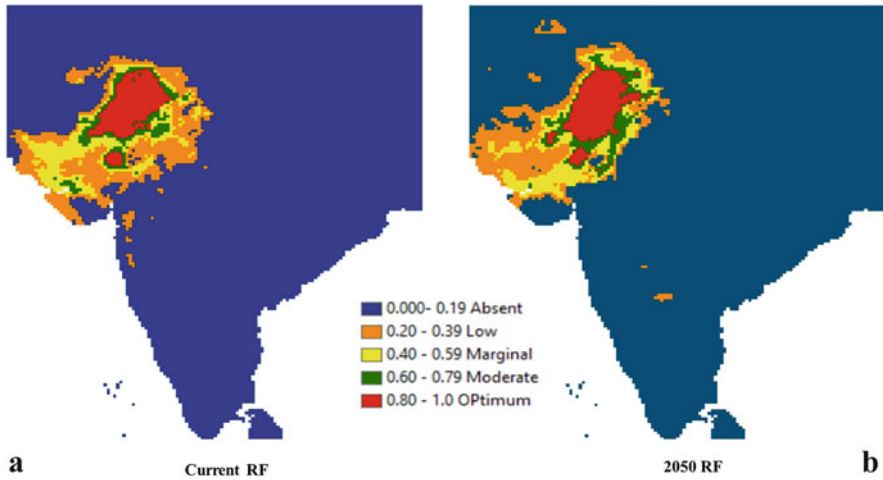 0.000- 0.19 Absent
0.20 - 0.39 Low
0.40 - 0.59 Marginal
0.60 - 0.79 Moderate
0.80 - 1.0 OPtimum
a
Current RF
2050 RF
b